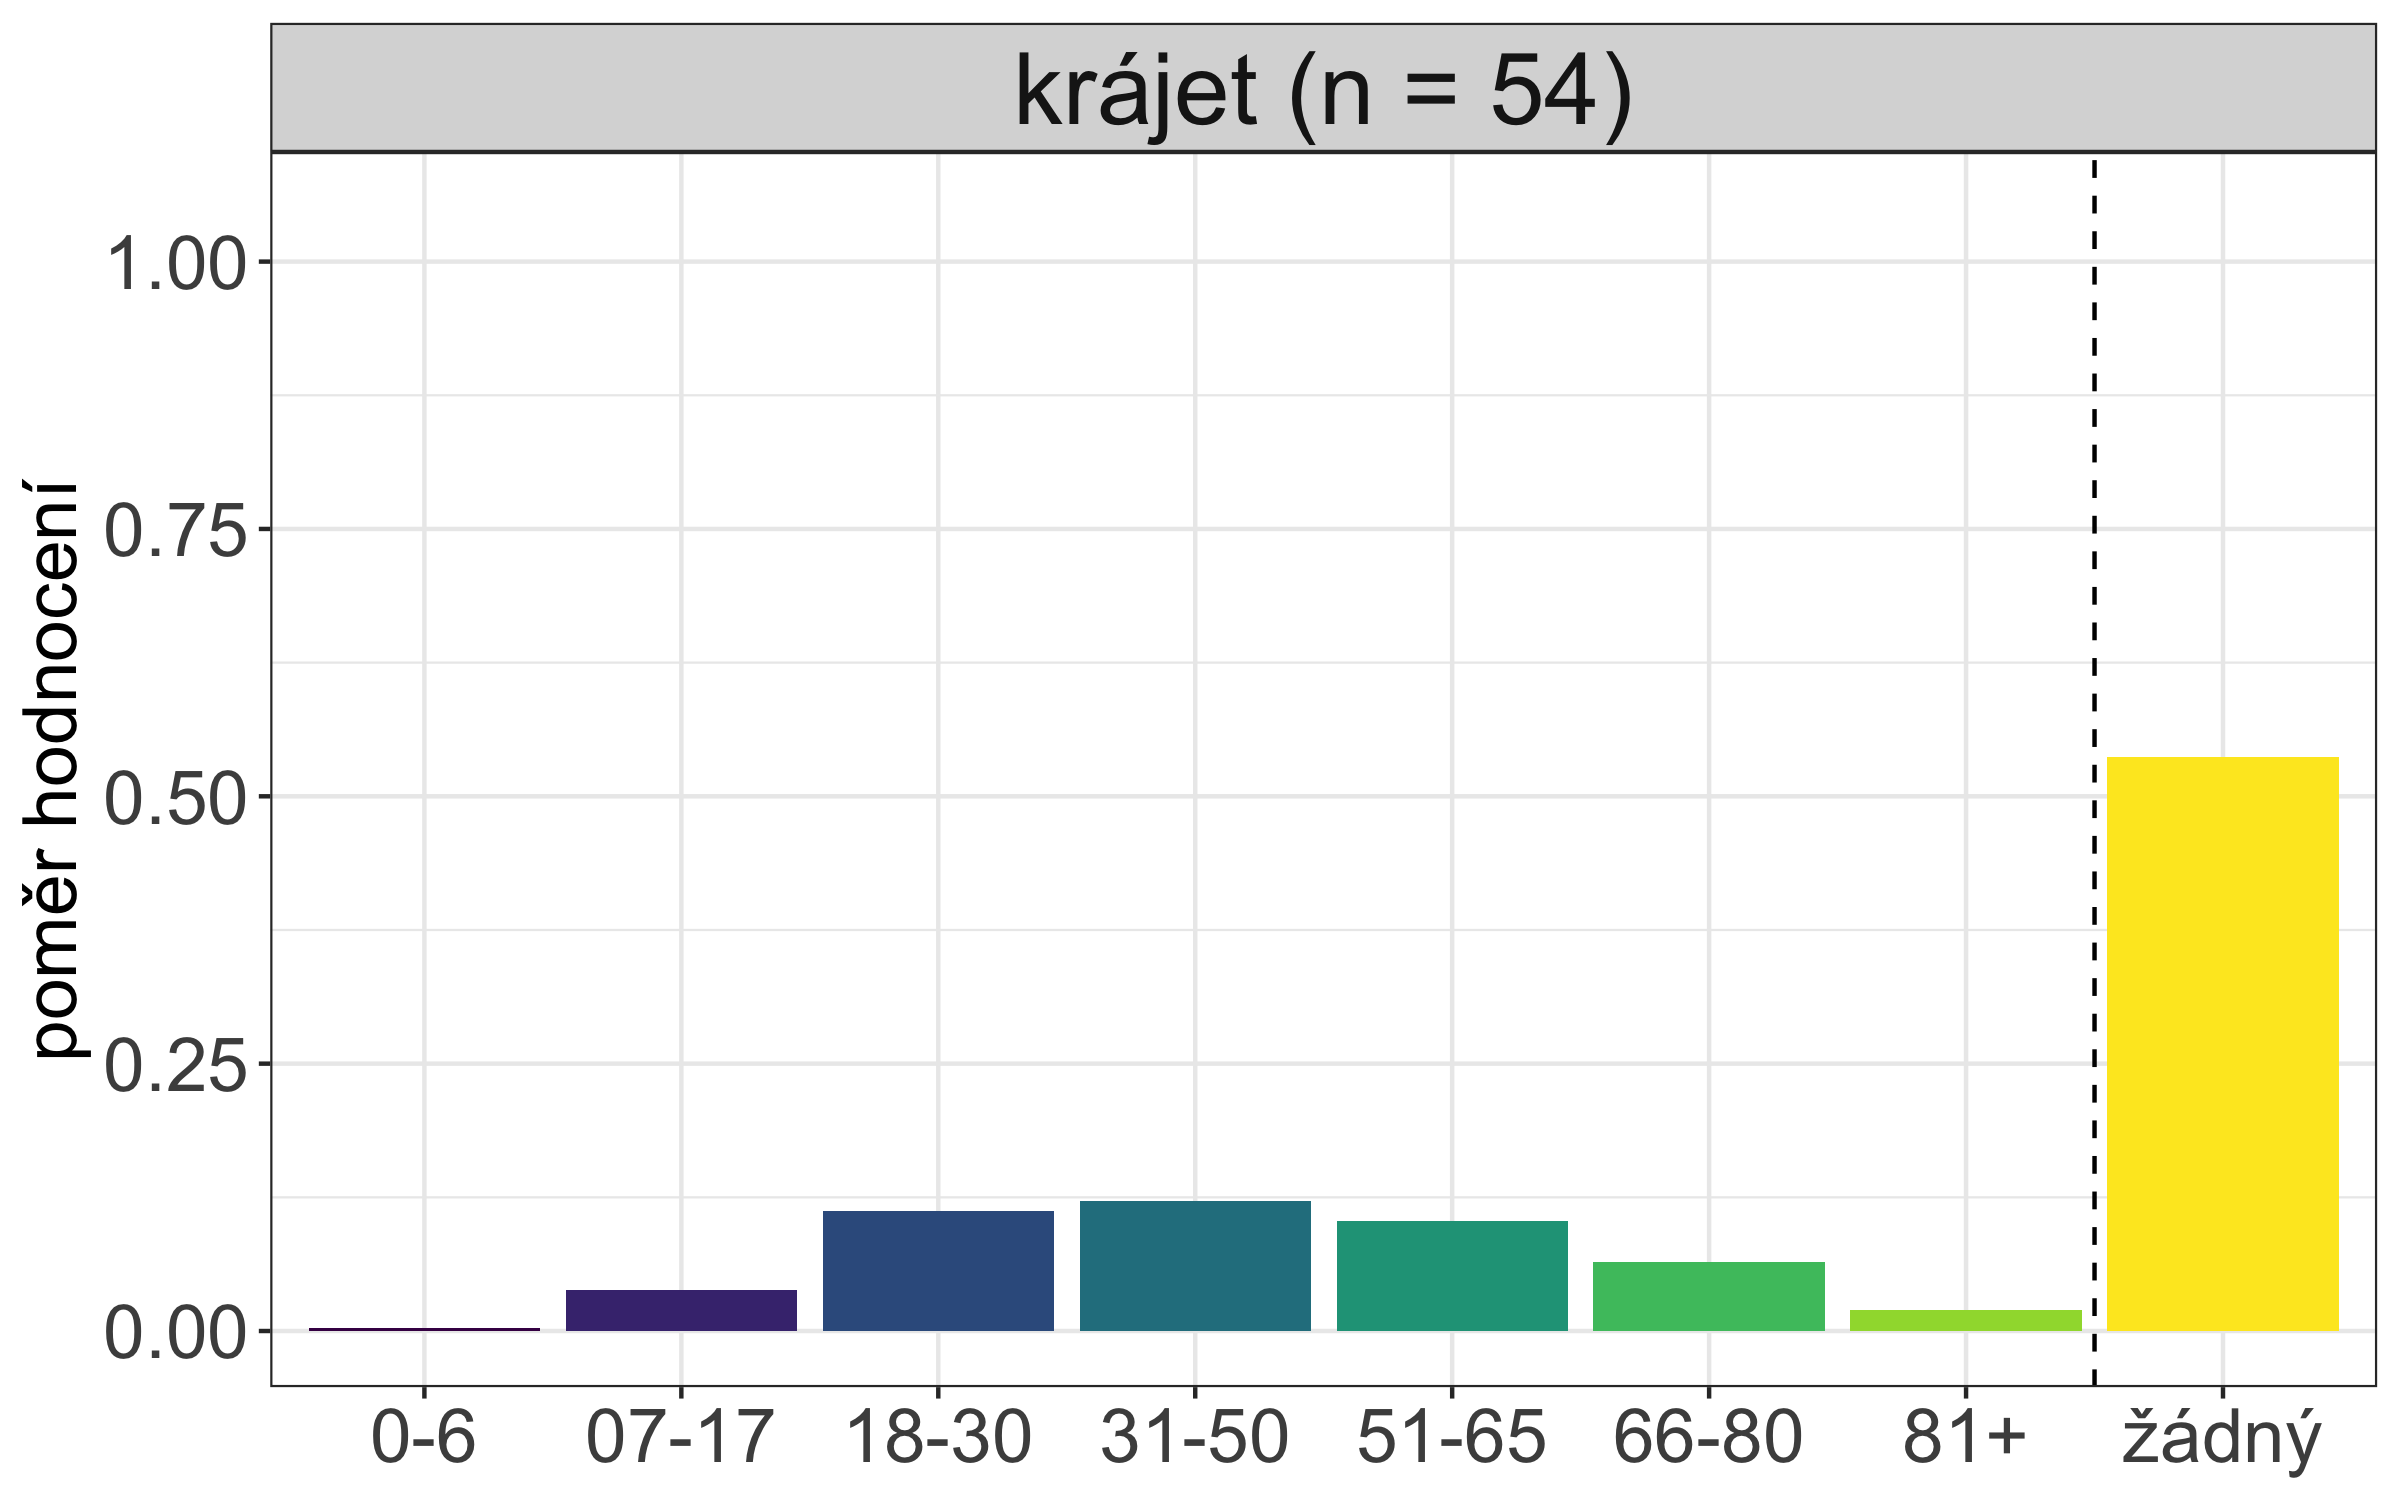 krájet (n = 54)
poměr hodnocení
1.00
0.75
0.50
0.25
0.00
0-6 07-17 18-30 31-50 51-65 66-80 81+ žádný